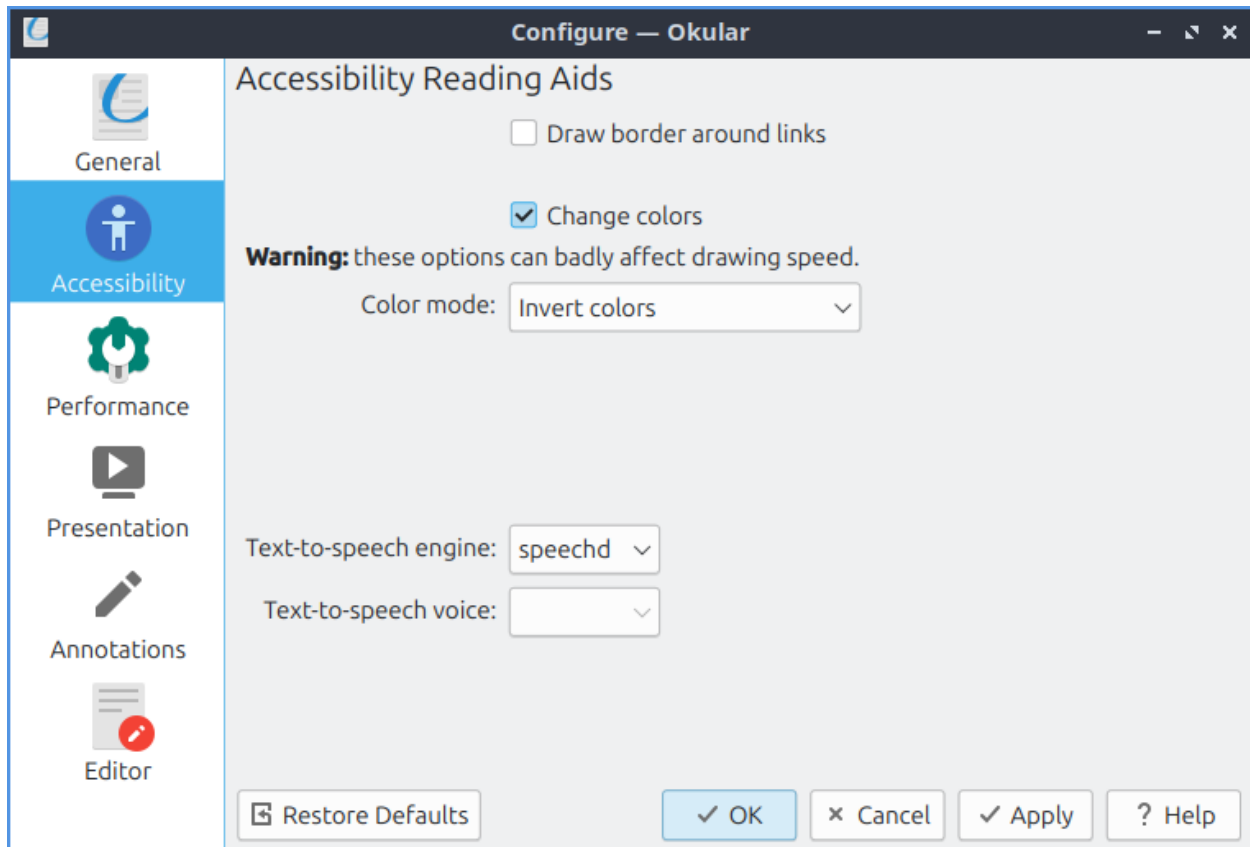 Configure — Okular
General
Accessibility
Performance
Presentation
Annotations
Editor
Accessibility Reading Aids
Draw border around links
Change colors
Warning: these options can badly affect drawing speed.
Color mode: Invert colors
Text-to-speech engine: speechd
Text-to-speech voice:
Restore Defaults OK Cancel Apply ? Help